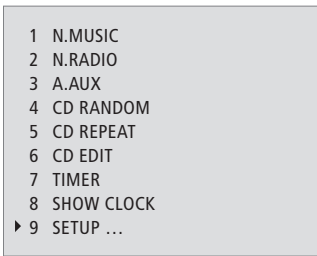 1 N.MUSIC
2 N.RADIO
3 A.AUX
4 CD RANDOM
5 CD REPEAT
6 CD EDIT
7 TIMER
8 SHOW CLOCK
9 SETUP …